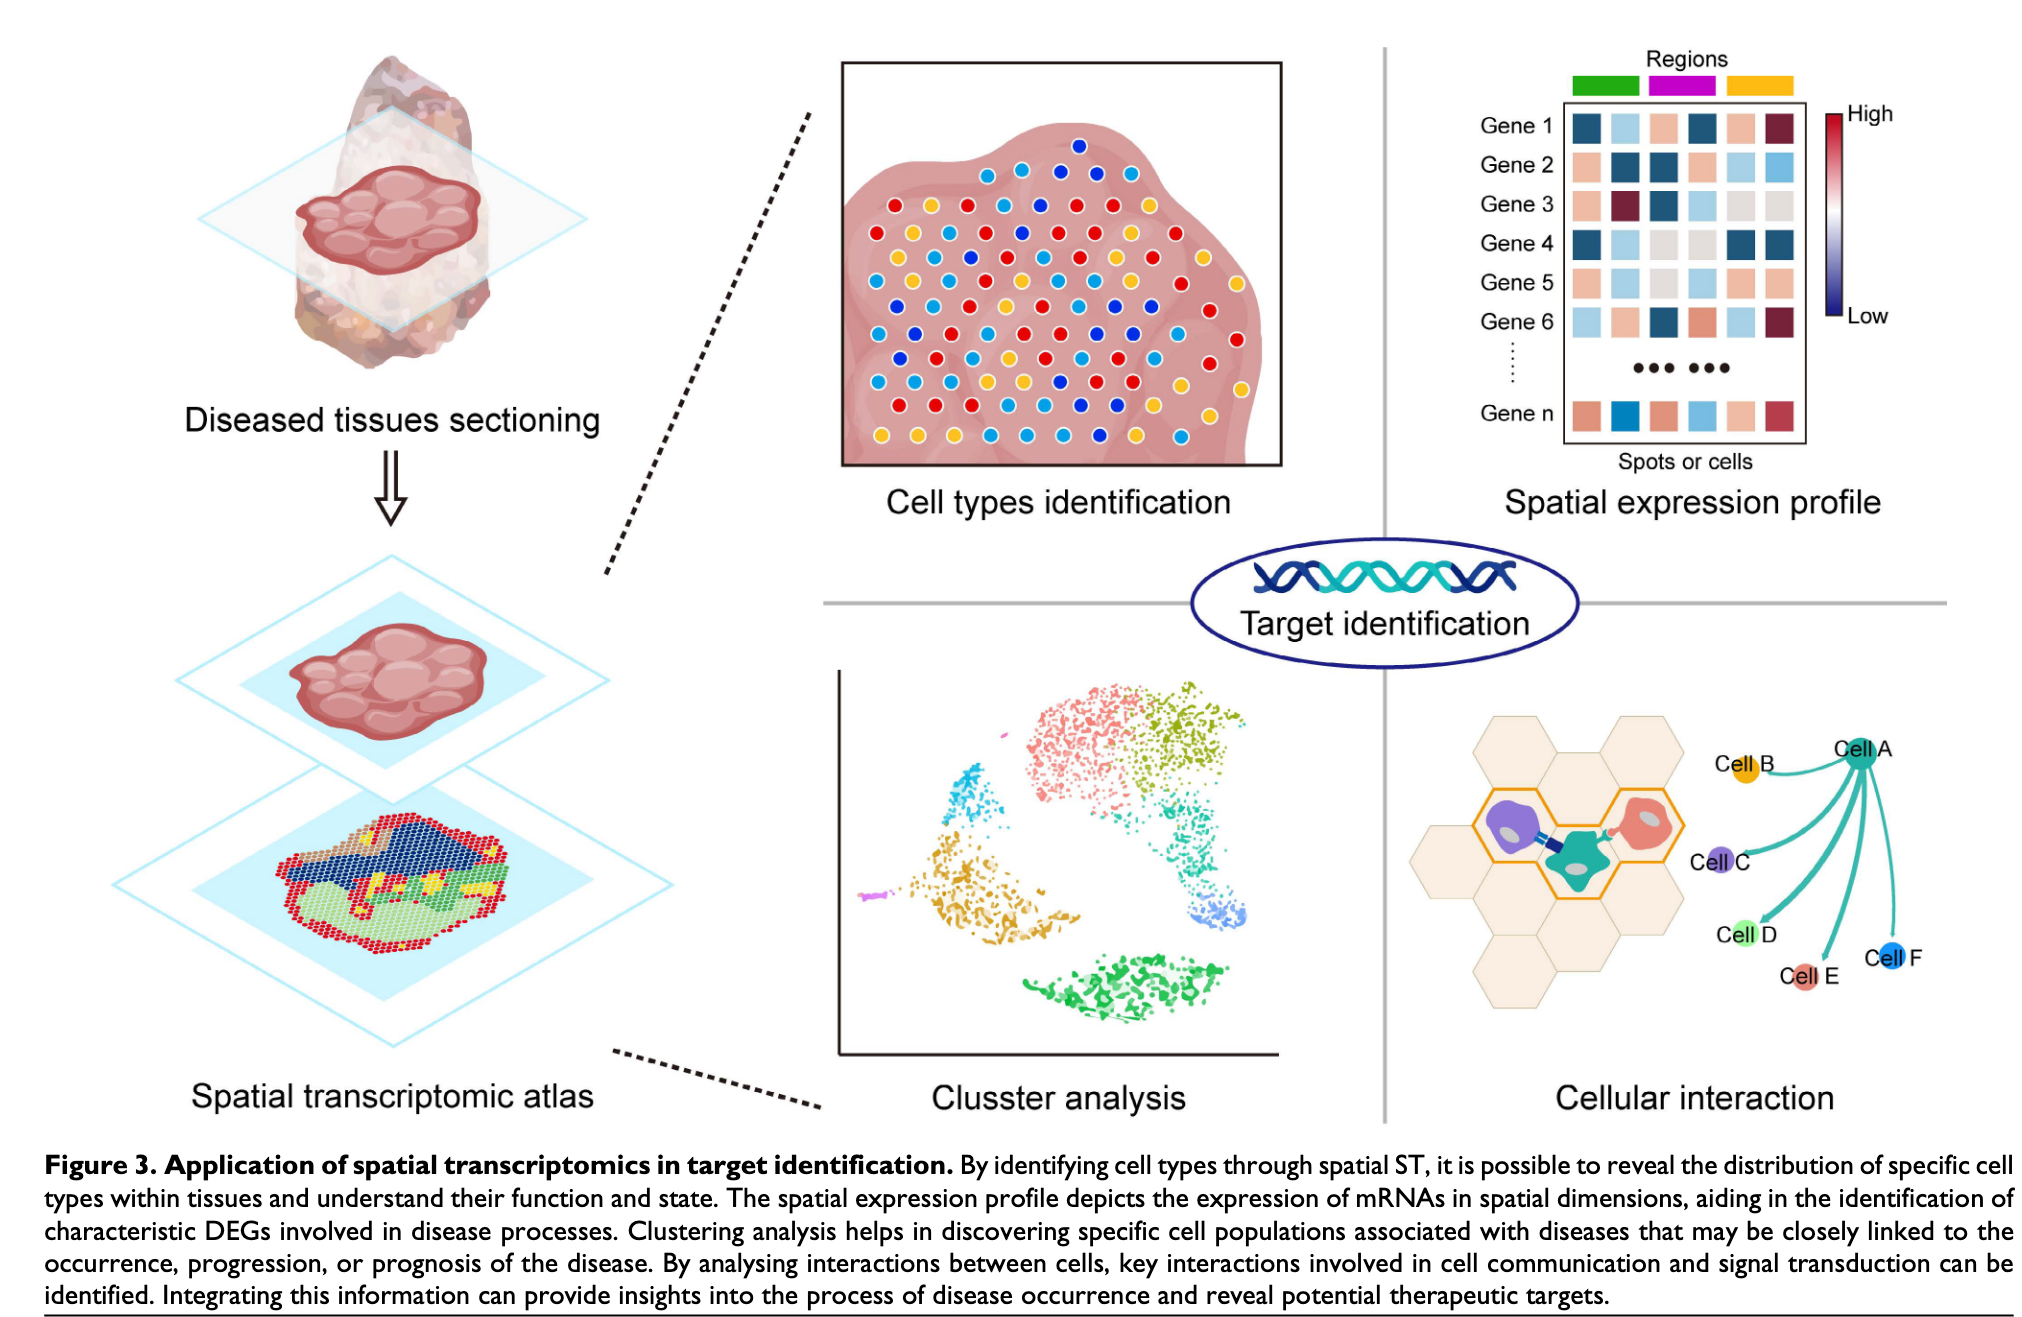 Diseased tissues sectioning
Spatial transcriptomic atlas
Cell types identification
Regions
Gene 1
Gene 2
Gene 3
Gene 4
Gene 5
Gene 6
Gene n
High
Low
Spots or cells
Spatial expression profile
Target identification
Clusster analysis
Cell A
Cell B
Cell C
Cell D
Cell E
Cell F
Cellular interaction
Figure 3. Application of spatial transcriptomics in target identification. By identifying cell types through spatial ST, it is possible to reveal the distribution of specific cell
types within tissues and understand their function and state. The spatial expression profile depicts the expression of mRNAs in spatial dimensions, aiding in the identification of
characteristic DEGs involved in disease processes. Clustering analysis helps in discovering specific cell populations associated with diseases that may be closely linked to the
occurrence, progression, or prognosis of the disease. By analysing interactions between cells, key interactions involved in cell communication and signal transduction can be
identified. Integrating this information can provide insights into the process of disease occurrence and reveal potential therapeutic targets.